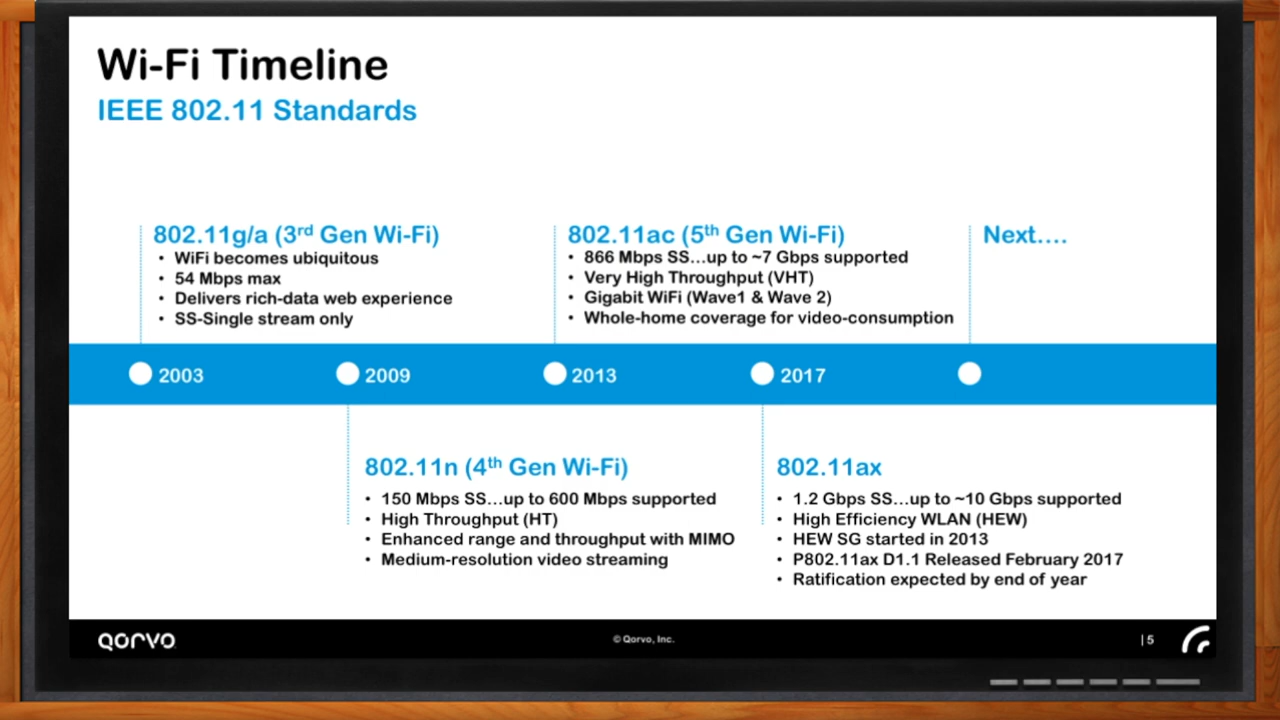 Wi-Fi Timeline
IEEE 802.11 Standards
802.11g/a (3rd Gen Wi-Fi)
• WiFi becomes ubiquitous
• 54 Mbps max
• Delivers rich-data web experience
• SS-Single stream only
802.11ac (5th Gen Wi-Fi)
• 866 Mbps SS...up to ~7 Gbps supported
• Very High Throughput (VHT)
• Gigabit WiFi (Wave1 & Wave 2)
• Whole-home coverage for video-consumption
Next....
2003
2009
2013
2017
802.11n (4th Gen Wi-Fi)
• 150 Mbps SS...up to 600 Mbps supported
• High Throughput (HT)
• Enhanced range and throughput with MIMO
• Medium-resolution video streaming
802.11ax
• 1.2 Gbps SS...up to ~10 Gbps supported
• High Efficiency WLAN (HEW)
• HEW SG started in 2013
• P802.11ax D1.1 Released February 2017
• Ratification expected by end of year
QORVO
© Qorvo, Inc.
| 5